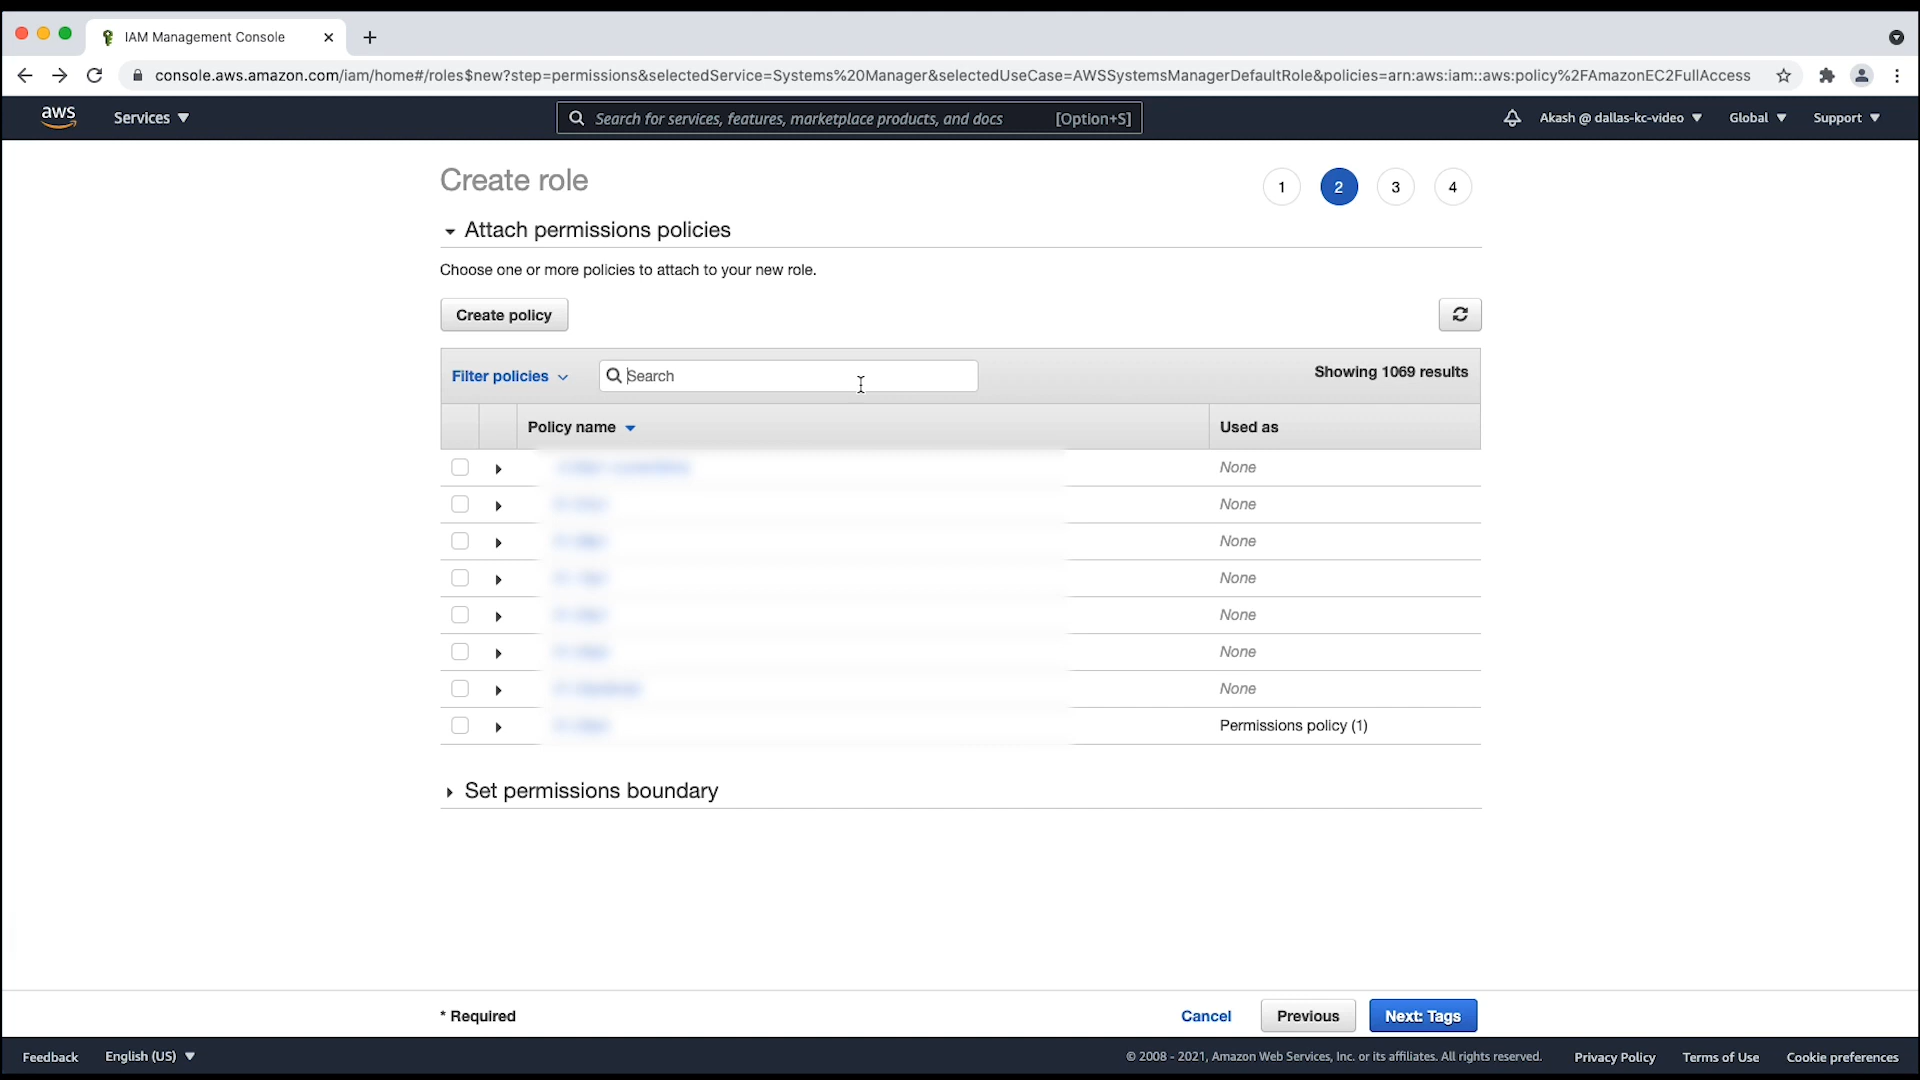 IAM Management Console
console.aws.amazon.com/iam/home#/roles$new?step=permissions&selectedService=Systems%20Manager&selectedUseCase=AWSSystemsManagerDefaultRole&policies=arn:aws:iam::aws:policy%2FAmazonEC2FullAccess
aws Services Search for services, features, marketplace products, and docs [Option+S] Akash @ dallas-kc-video Global Support
Create role 1 2 3 4
Attach permissions policies
Choose one or more policies to attach to your new role.
Create policy
Filter policies Search Showing 1069 results
Policy name Used as
None
None
None
None
None
None
None
Permissions policy (1)
Set permissions boundary
* Required Cancel Previous Next: Tags
Feedback English (US) © 2008 - 2021, Amazon Web Services, Inc. or its affiliates. All rights reserved. Privacy Policy Terms of Use Cookie preferences